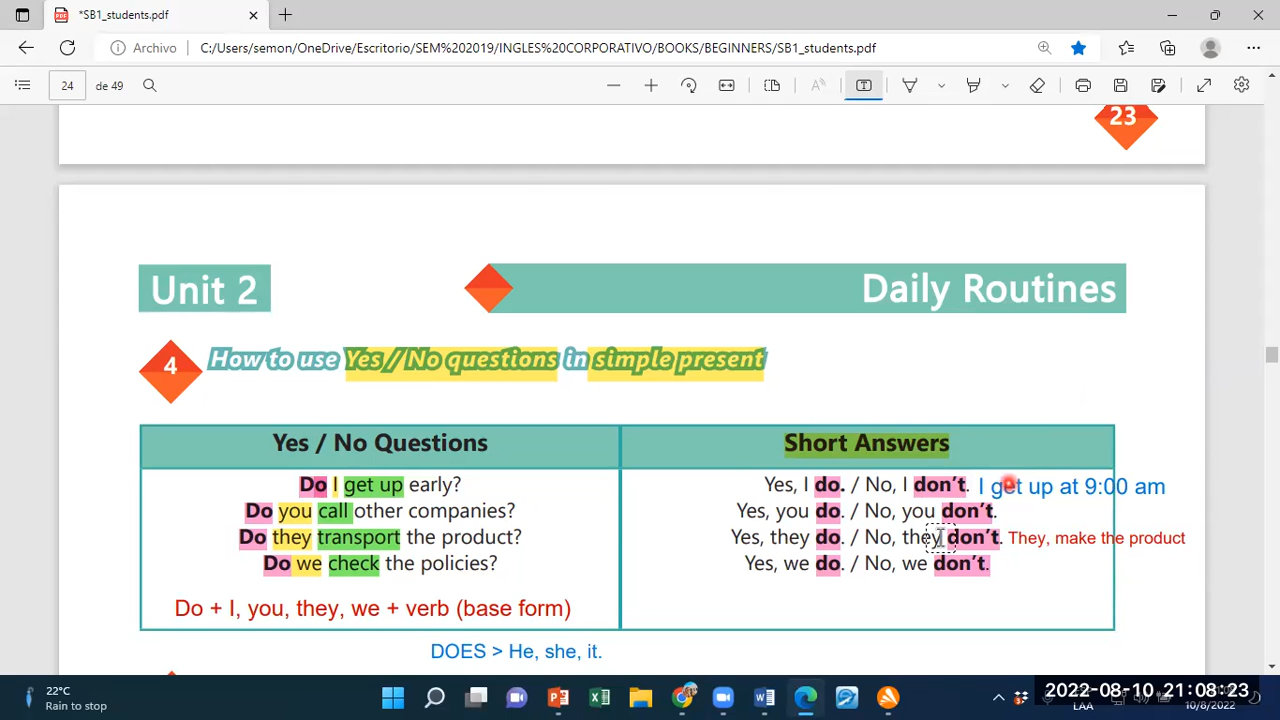 *SB1_students.pdf
Archivo
C:/Users/semon/OneDrive/Escritorio/SEM%202019/INGLES%20CORPORATIVO/BOOKS/BEGINNERS/SB1_students.pdf
24 de 49
23
Unit 2
Daily Routines
4
How to use Yes/No questions in simple present
Yes / No Questions
Short Answers
Do I get up early?
Yes, I do. / No, I don't. I get up at 9:00 am
Do you call other companies?
Yes, you do. / No, you don't.
Do they transport the product?
Yes, they do. / No, they don't. They, make the product
Do we check the policies?
Yes, we do. / No, we don't.
Do + I, you, they, we + verb (base form)
DOES > He, she, it.
22°C
Rain to stop
2022-08-10 21:08:23
LAA
10/8/2022